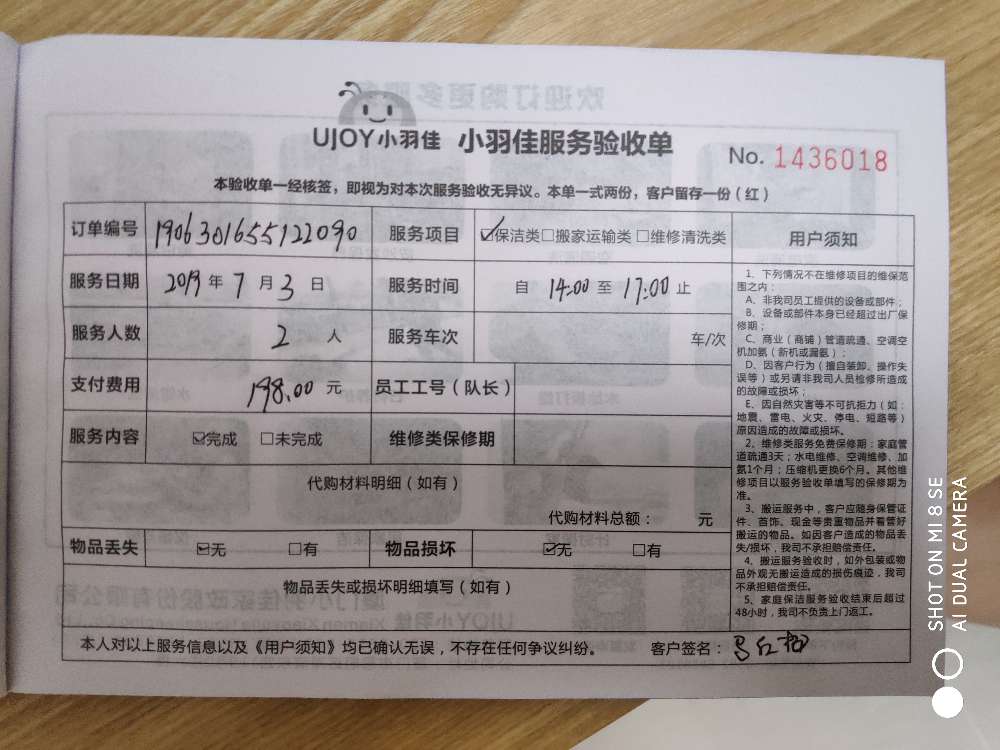 UJOY小羽佳 小羽佳服务验收单
No. 1436018
本验收单一经核签，即视为对本次服务验收无异议。本单一式两份，客户留存一份（红）
订单编号 1906301655122090 服务项目 ☑保洁类□搬家运输类□维修清洗类
服务日期 2019 年 7 月 3 日 服务时间 自 14:00 至 17:00 止
服务人数 2 人 服务车次 车/次
支付费用 198.00 元 员工工号（队长）
服务内容 ☑完成 □未完成 维修类保修期
代购材料明细（如有）
代购材料总额： 元
物品丢失 ☑无 □有 物品损坏 ☑无 □有
物品丢失或损坏明细填写（如有）
本人对以上服务信息以及《用户须知》均已确认无误，不存在任何争议纠纷。 客户签名：
用户须知
1、下列情况不在维修项目的维保范
围之内：
A、非我司员工提供的设备或部件；
B、设备或部件本身已经超过出厂保
修期；
C、商业（商铺）管道疏通、空调空
机加氨（新机或漏氨）；
D、因客户行为（擅自装卸、操作失
误等）或另请非我司人员检修所造成
的故障或损坏；
E、因自然灾害等不可抗拒力（如：
地震、雷电、火灾、停电、短路等）
原因造成的故障或损坏。
2、维修类服务免费保修期：家庭管
道疏通3天；水电维修、空调维修、加
氨1个月；压缩机更换6个月。其他维
修项目以服务验收单填写的保修期为
准。
3、搬运服务中，客户应随身保管证
件、首饰、现金等贵重物品并看管好
搬运的物品。如因客户造成的物品丢
失/损坏，我司不承担赔偿责任。
4、搬运服务验收时，如外包装或物
品外观无搬运造成的损伤痕迹，我司
不承担赔偿责任。
5、家庭保洁服务验收结束后超过
48小时，我司不负责上门返工。
SHOT ON MI 8 SE
AI DUAL CAMERA